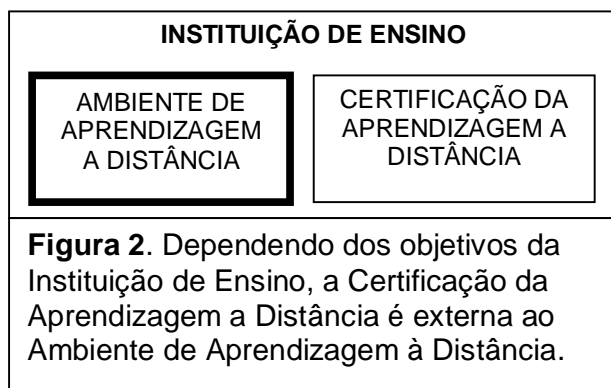 INSTITUIÇÃO DE ENSINO
AMBIENTE DE
APRENDIZAGEM
A DISTÂNCIA
CERTIFICAÇÃO DA
APRENDIZAGEM A
DISTÂNCIA
Figura 2. Dependendo dos objetivos da
Instituição de Ensino, a Certificação da
Aprendizagem a Distância é externa ao
Ambiente de Aprendizagem à Distância.